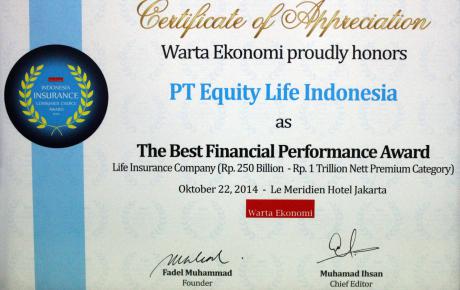 Certificate of Appreciation
Warta Ekonomi proudly honors
INDONESIA
INSURANCE
CONSUMER CHOICE
AWARD
PT Equity Life Indonesia
as
The Best Financial Performance Award
Life Insurance Company (Rp. 250 Billion - Rp. 1 Trillion Nett Premium Category)
Oktober 22, 2014 - Le Meridien Hotel Jakarta
Warta Ekonomi
Fadel Muhammad
Founder
Muhamad Ihsan
Chief Editor